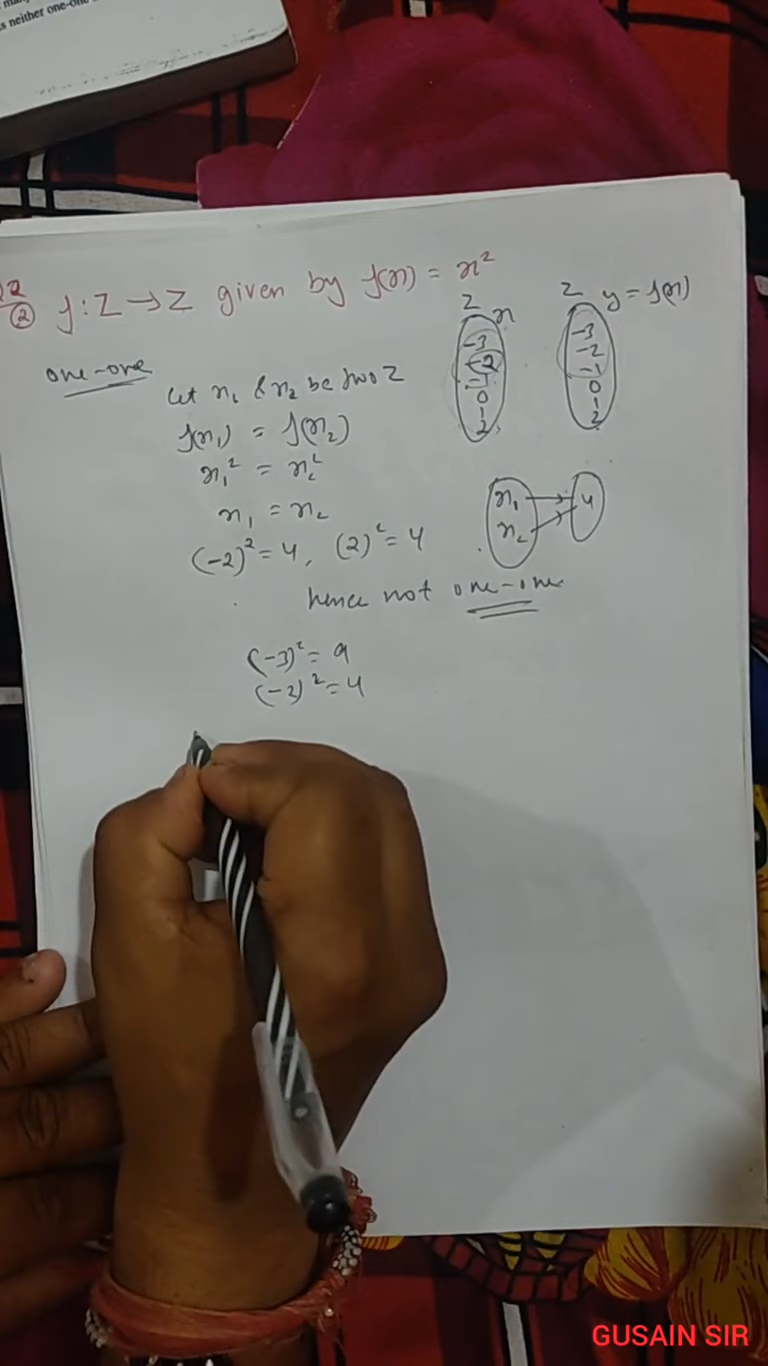 s neither one-one
f: Z → Z given by f(x) = x²
one-one
Let x₁ & x₂ be two Z
f(x₁) = f(x₂)
x₁² = x₂²
x₁ = x₂
(-2)² = 4, (2)² = 4
hence not one-one
(-3)² = 9
(-2)² = 4
Z x
-3
-2
-1
0
1
2
Z y = f(x)
-3
-2
-1
0
1
2
x₁ 4
x₂
GUSAIN SIR